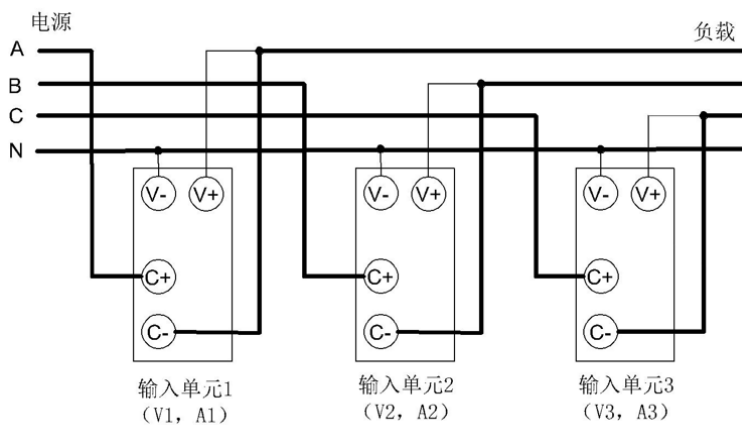 电源
负载
A
B
C
N
V- V+ V- V+ V- V+
C+ C+ C+
C- C- C-
输入单元1 输入单元2 输入单元3
(V1, A1) (V2, A2) (V3, A3)